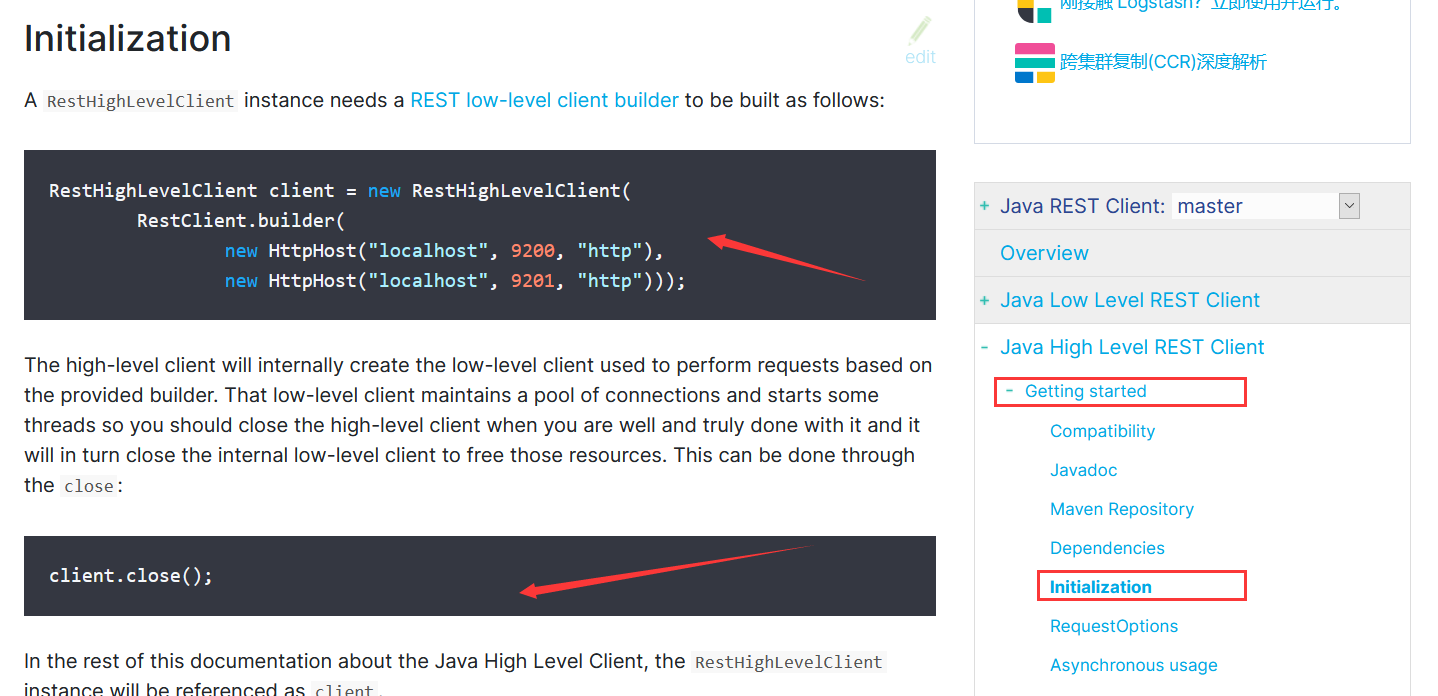 Initialization
edit
A RestHighLevelClient instance needs a REST low-level client builder to be built as follows:
RestHighLevelClient client = new RestHighLevelClient(
RestClient.builder(
new HttpHost("localhost", 9200, "http"),
new HttpHost("localhost", 9201, "http")));
The high-level client will internally create the low-level client used to perform requests based on
the provided builder. That low-level client maintains a pool of connections and starts some
threads so you should close the high-level client when you are well and truly done with it and it
will in turn close the internal low-level client to free those resources. This can be done through
the close:
client.close();
In the rest of this documentation about the Java High Level Client, the RestHighLevelClient
instance will be referenced as client.
刚接触 Logstash？立即使用并运行。
跨集群复制(CCR)深度解析
+ Java REST Client: master
Overview
+ Java Low Level REST Client
- Java High Level REST Client
- Getting started
Compatibility
Javadoc
Maven Repository
Dependencies
Initialization
RequestOptions
Asynchronous usage